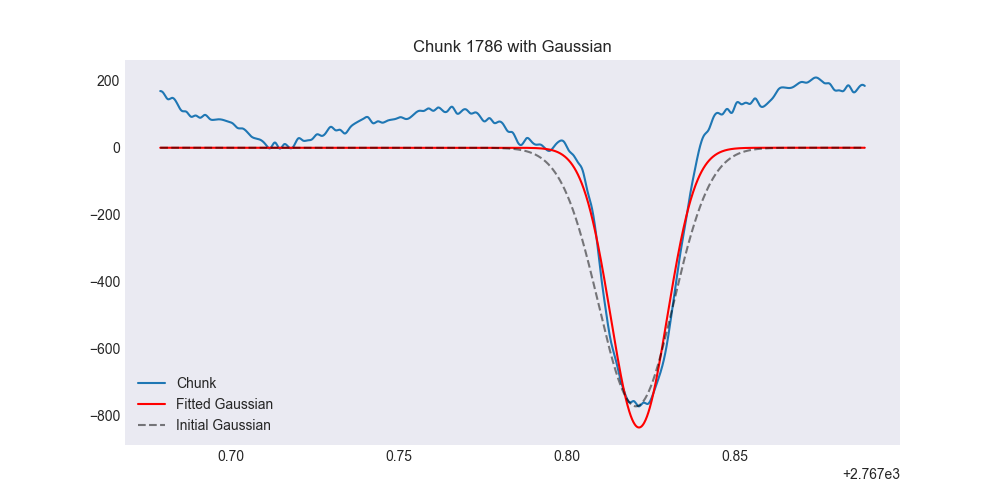 Chunk 1786 with Gaussian
200
0
−200
−400
−600
−800
Chunk
Fitted Gaussian
Initial Gaussian
0.70 0.75 0.80 0.85
+2.767e3